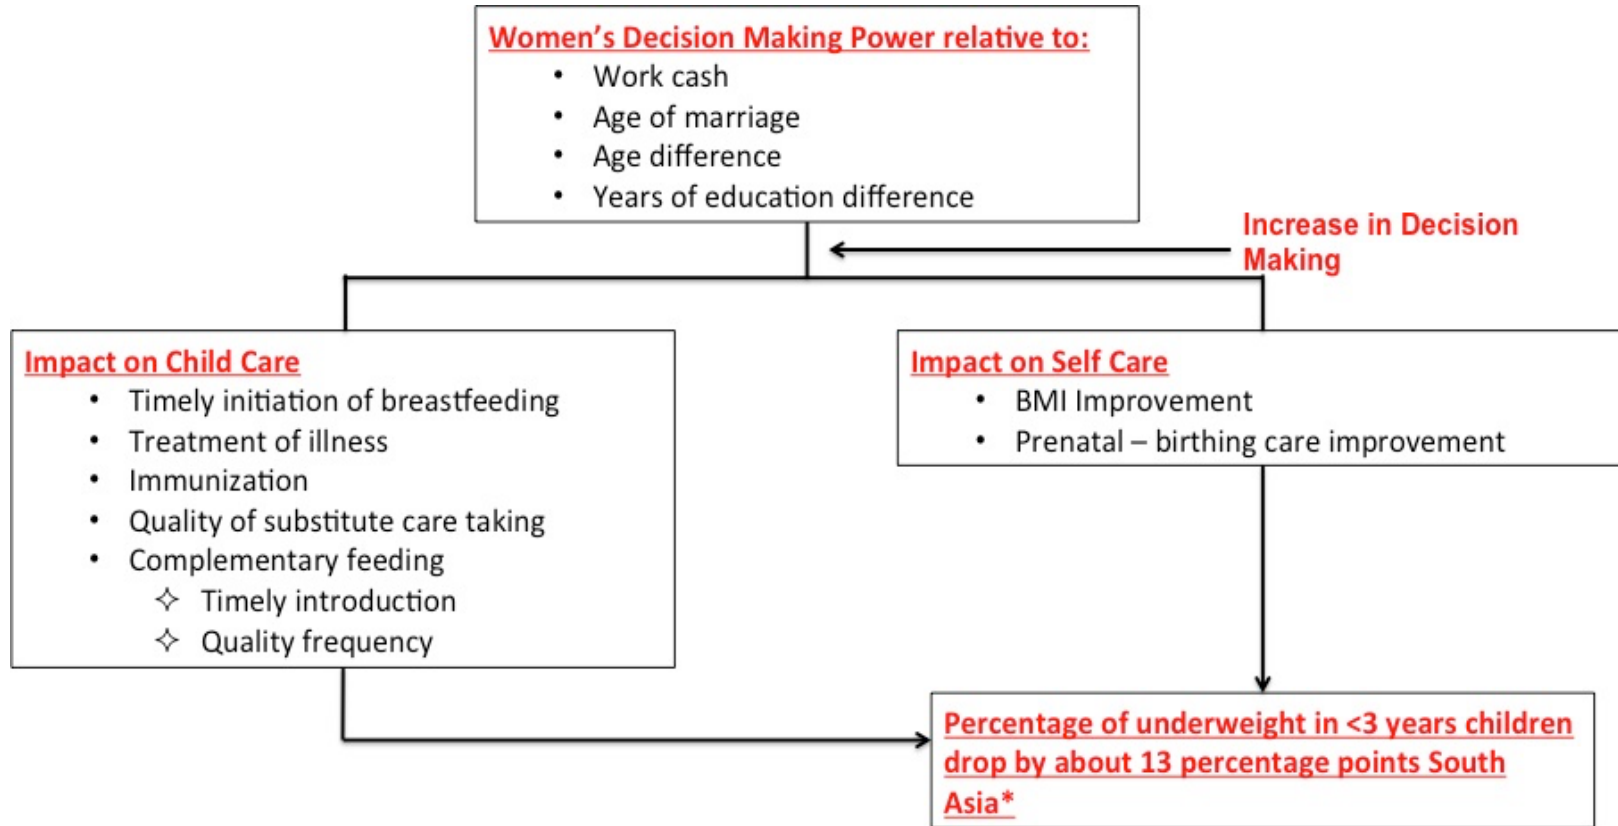 Women’s Decision Making Power relative to:
• Work cash
• Age of marriage
• Age difference
• Years of education difference
Increase in Decision
Making
Impact on Child Care
• Timely initiation of breastfeeding
• Treatment of illness
• Immunization
• Quality of substitute care taking
• Complementary feeding
✧ Timely introduction
✧ Quality frequency
Impact on Self Care
• BMI Improvement
• Prenatal – birthing care improvement
Percentage of underweight in <3 years children
drop by about 13 percentage points South
Asia*